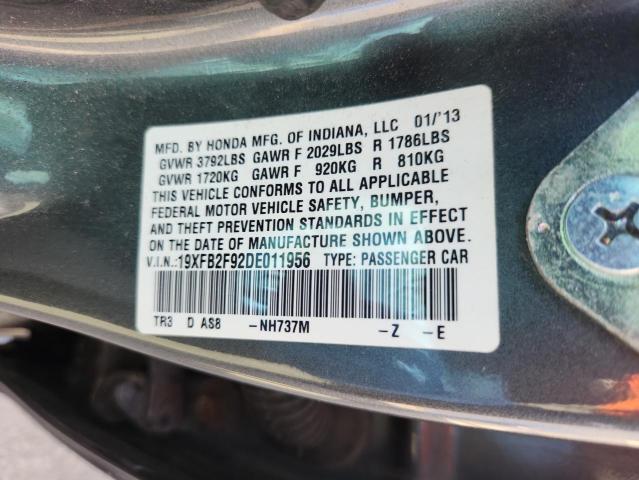 MFD. BY HONDA MFG. OF INDIANA, LLC 01/'13
GVWR 3792LBS GAWR F 2029LBS R 1786LBS
GVWR 1720KG GAWR F 920KG R 810KG
THIS VEHICLE CONFORMS TO ALL APPLICABLE
FEDERAL MOTOR VEHICLE SAFETY, BUMPER,
AND THEFT PREVENTION STANDARDS IN EFFECT
ON THE DATE OF MANUFACTURE SHOWN ABOVE.
V.I.N.:19XFB2F92DE011956 TYPE: PASSENGER CAR
TR3 D AS8 -NH737M -Z -E